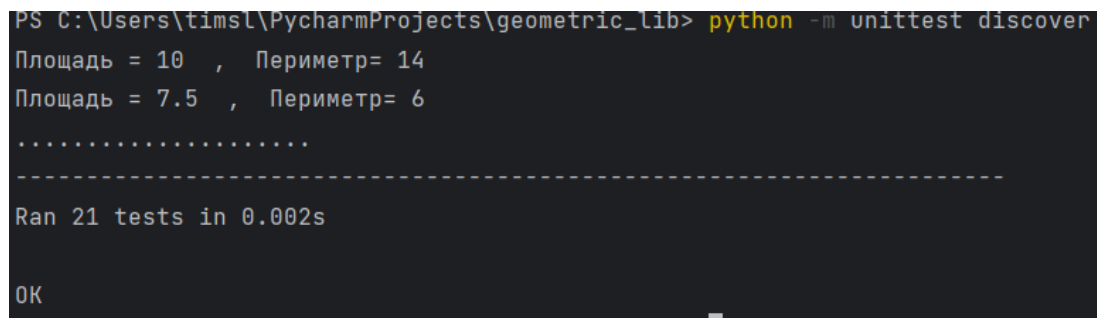 PS C:\Users\timsl\PycharmProjects\geometric_lib> python -m unittest discover
Площадь = 10  ,  Периметр= 14
Площадь = 7.5  ,  Периметр= 6
.....................
----------------------------------------------------------------------
Ran 21 tests in 0.002s
OK